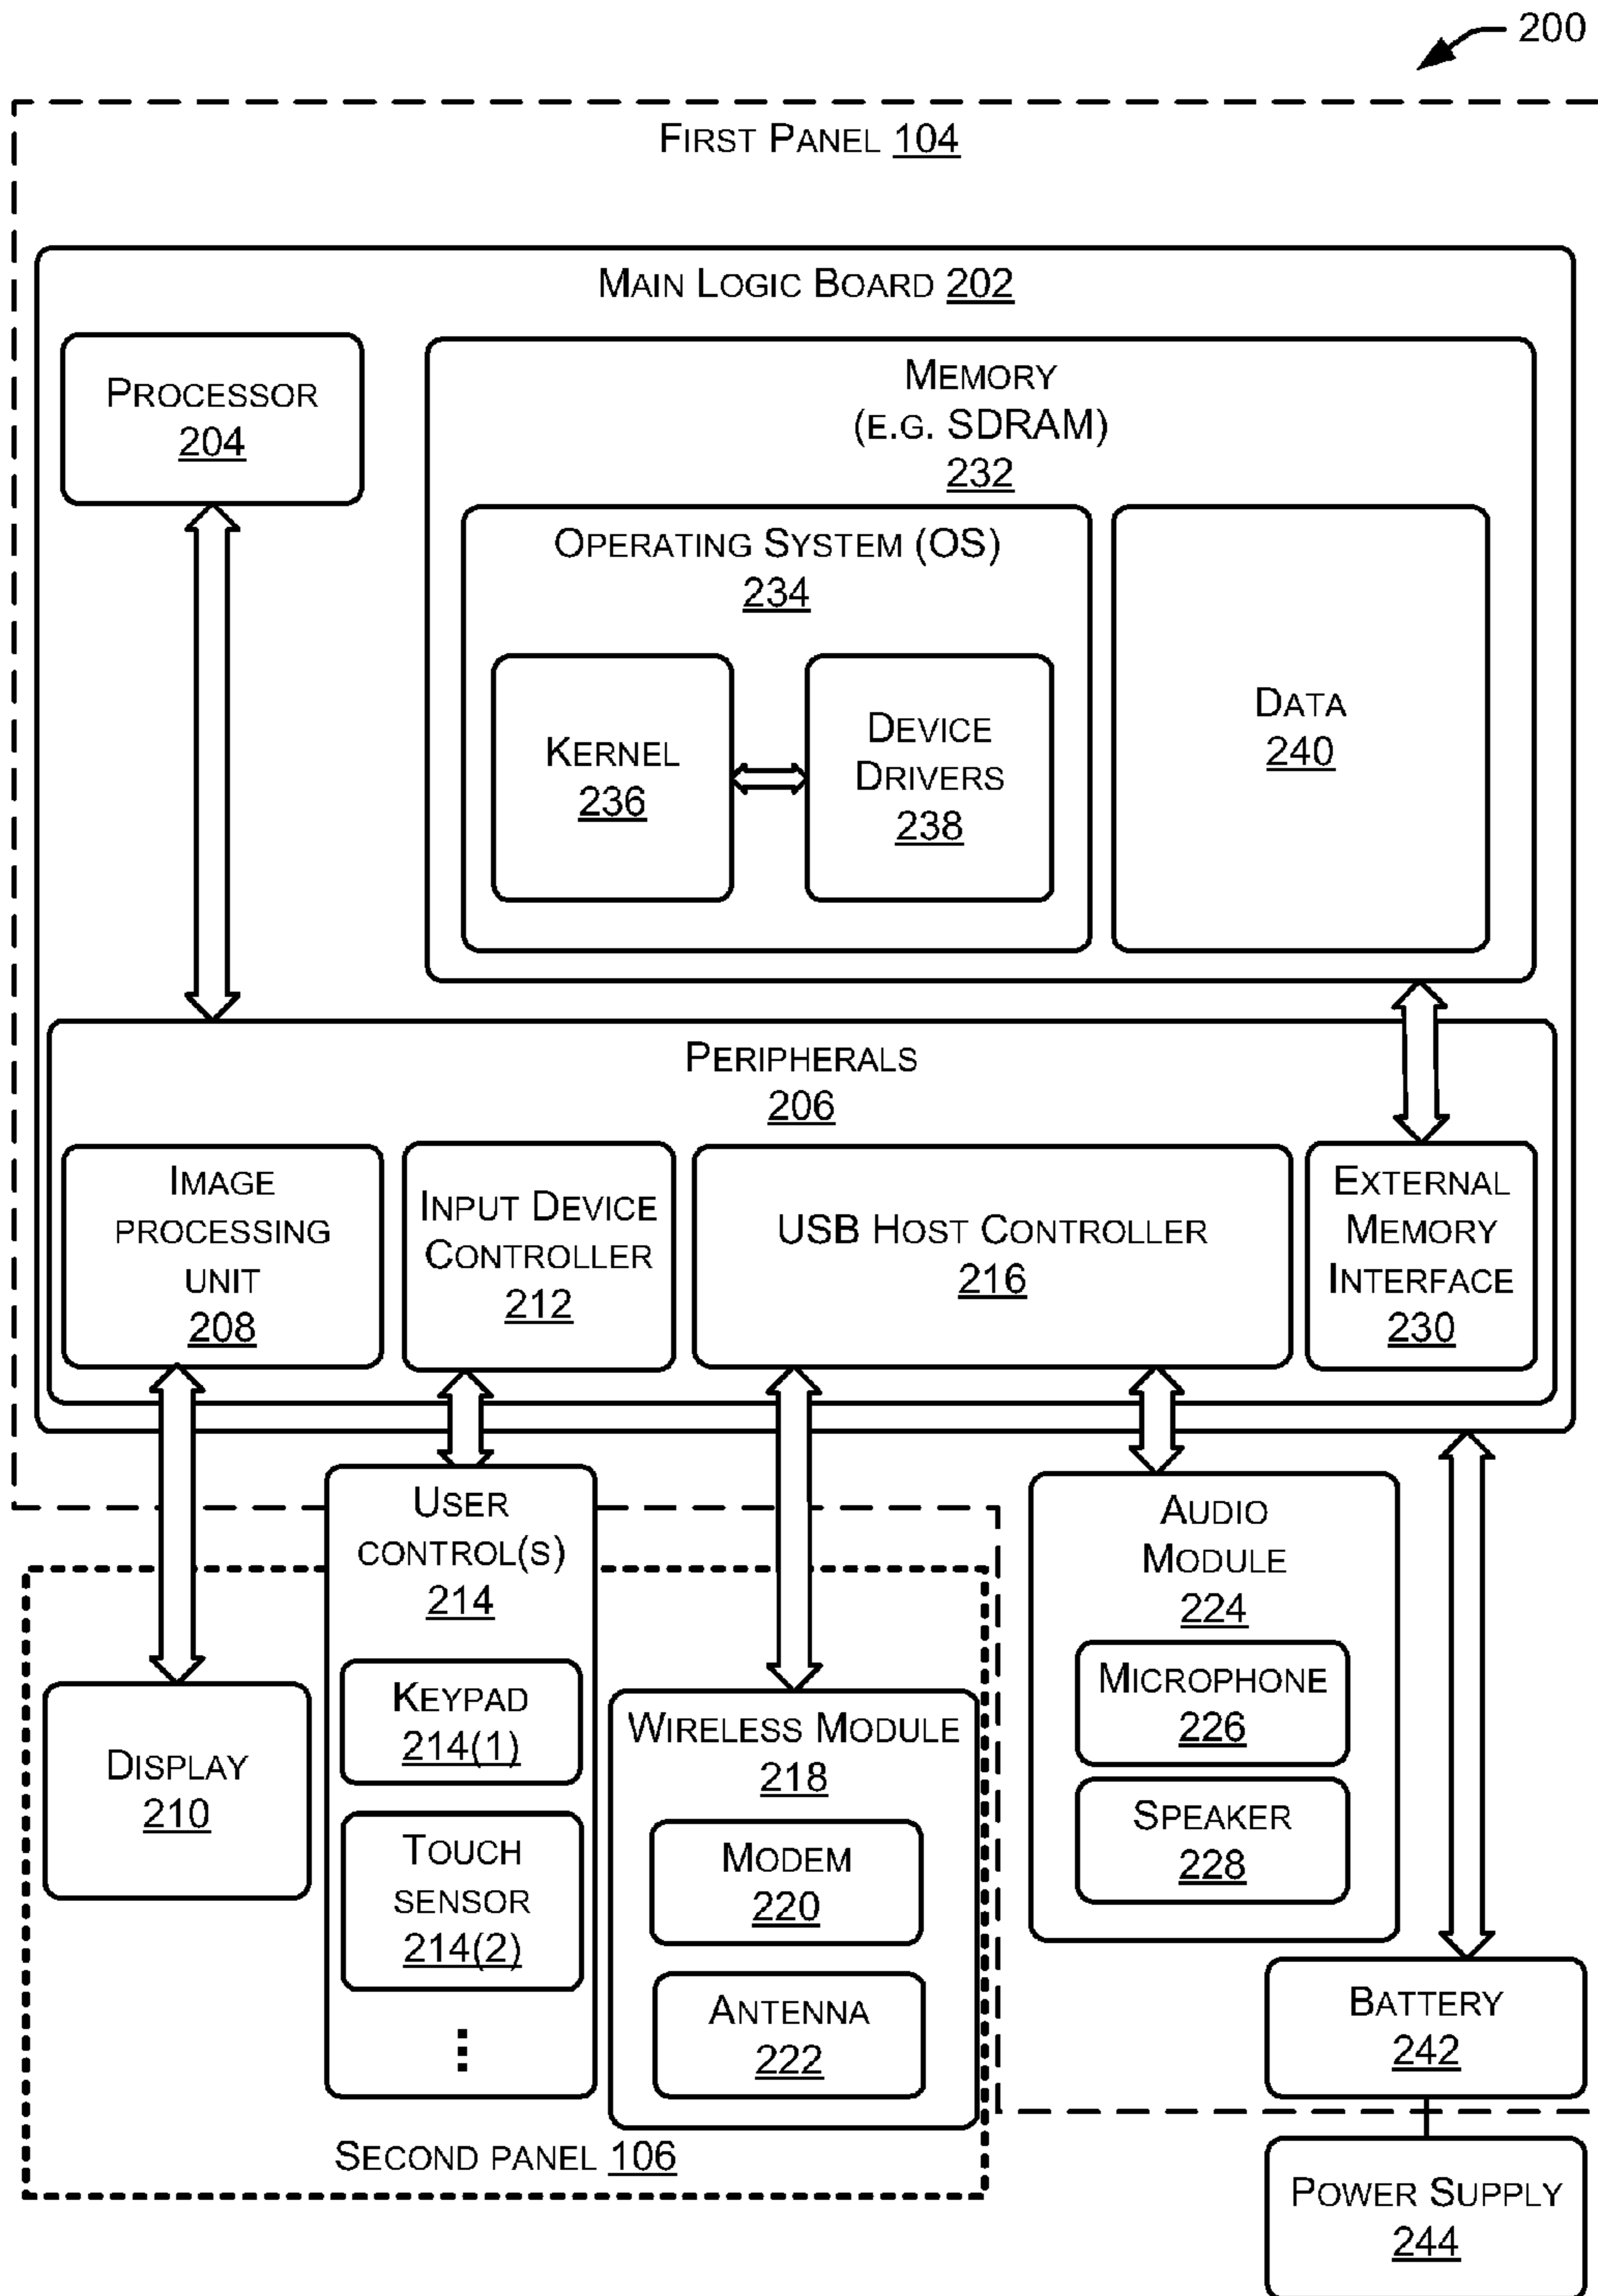 200
FIRST PANEL 104
MAIN LOGIC BOARD 202
PROCESSOR
204
MEMORY
(E.G. SDRAM)
232
OPERATING SYSTEM (OS)
234
KERNEL
236
DEVICE
DRIVERS
238
DATA
240
PERIPHERALS
206
IMAGE
PROCESSING
UNIT
208
INPUT DEVICE
CONTROLLER
212
USB HOST CONTROLLER
216
EXTERNAL
MEMORY
INTERFACE
230
USER
CONTROL(S)
214
KEYPAD
214(1)
TOUCH
SENSOR
214(2)
DISPLAY
210
WIRELESS MODULE
218
MODEM
220
ANTENNA
222
AUDIO
MODULE
224
MICROPHONE
226
SPEAKER
228
BATTERY
242
SECOND PANEL 106
POWER SUPPLY
244